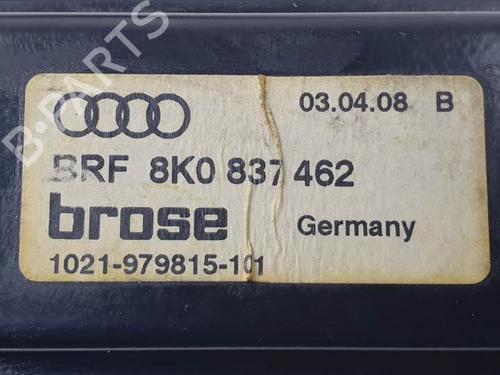 03.04.08 B
BRF 8K0 837 462
brose Germany
1021-979815-101
B-PARTS